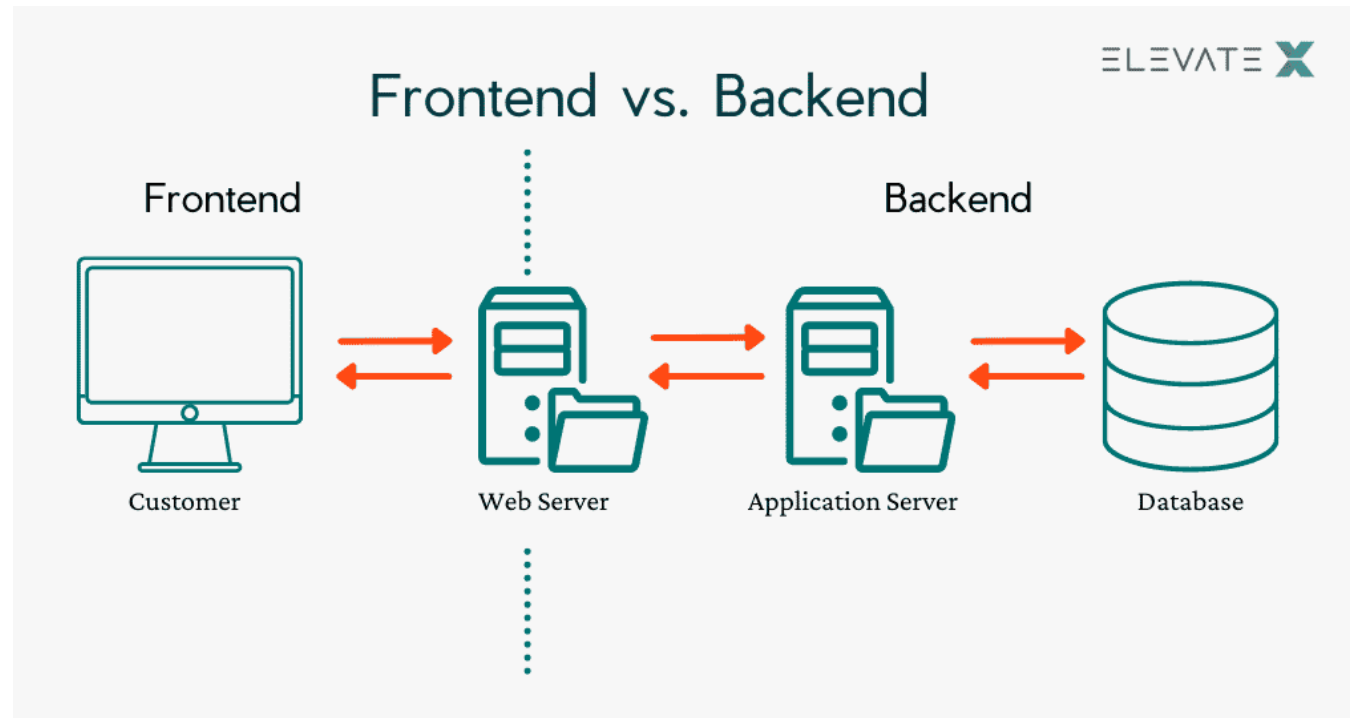 ELEVATE X
Frontend vs. Backend
Frontend
Backend
Customer
Web Server
Application Server
Database